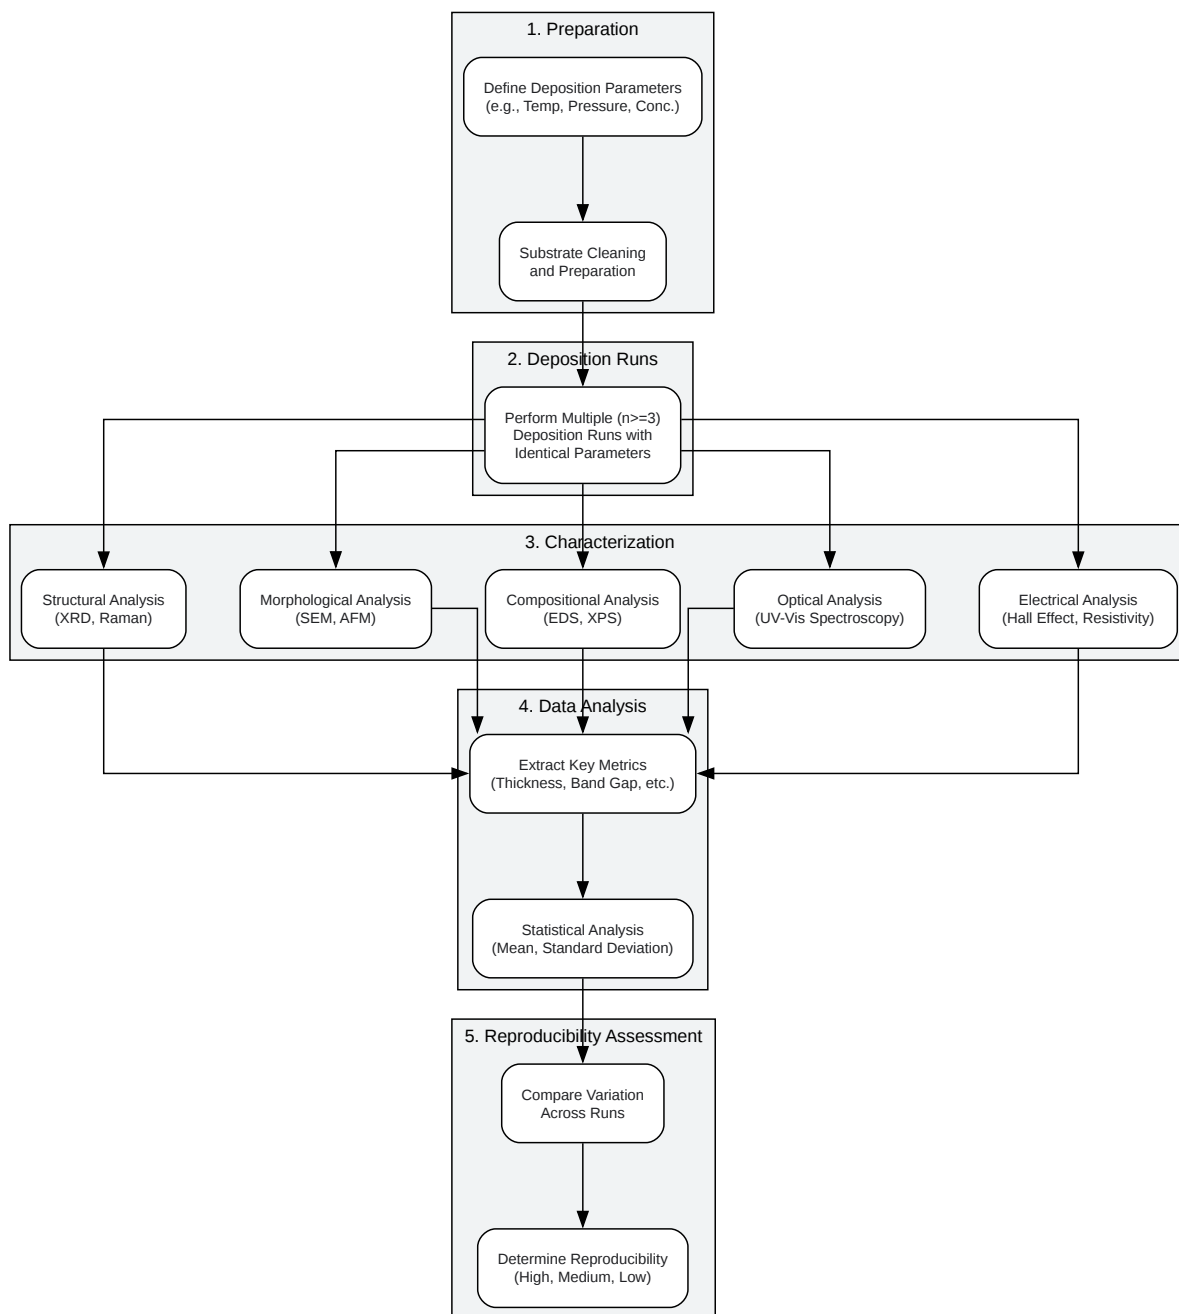 1. Preparation
Define Deposition Parameters
(e.g., Temp, Pressure, Conc.)
Substrate Cleaning
and Preparation
2. Deposition Runs
Perform Multiple (n>=3)
Deposition Runs with
Identical Parameters
3. Characterization
Structural Analysis
(XRD, Raman)
Morphological Analysis
(SEM, AFM)
Compositional Analysis
(EDS, XPS)
Optical Analysis
(UV-Vis Spectroscopy)
Electrical Analysis
(Hall Effect, Resistivity)
4. Data Analysis
Extract Key Metrics
(Thickness, Band Gap, etc.)
Statistical Analysis
(Mean, Standard Deviation)
5. Reproducibility Assessment
Compare Variation
Across Runs
Determine Reproducibility
(High, Medium, Low)